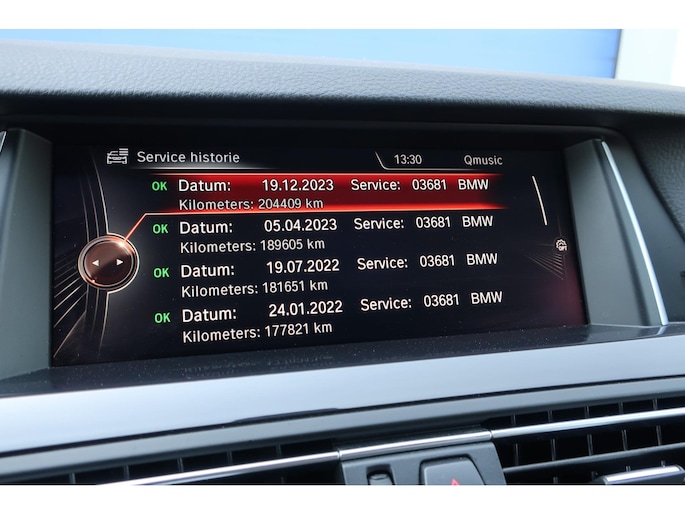 Service historie 13:30 Qmusic
OK Datum: 19.12.2023 Service: 03681 BMW
Kilometers: 204409 km
OK Datum: 05.04.2023 Service: 03681 BMW
Kilometers: 189605 km
OK Datum: 19.07.2022 Service: 03681 BMW
Kilometers: 181651 km
OK Datum: 24.01.2022 Service: 03681 BMW
Kilometers: 177821 km